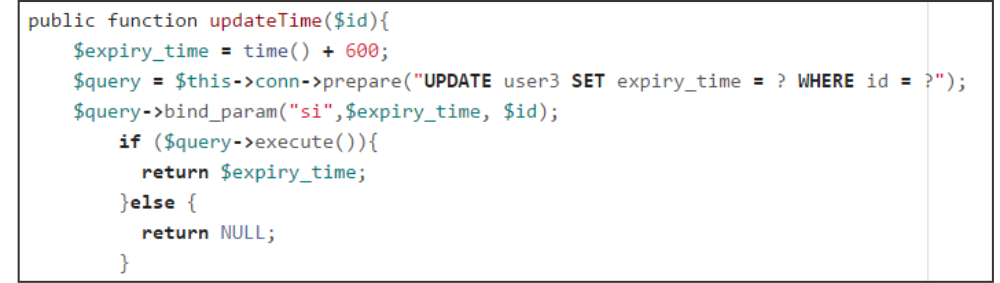 public function updateTime($id){
    $expiry_time = time() + 600;
    $query = $this->conn->prepare("UPDATE user3 SET expiry_time = ? WHERE id = ?");
    $query->bind_param("si",$expiry_time, $id);
        if ($query->execute()){
          return $expiry_time;
        }else {
          return NULL;
        }